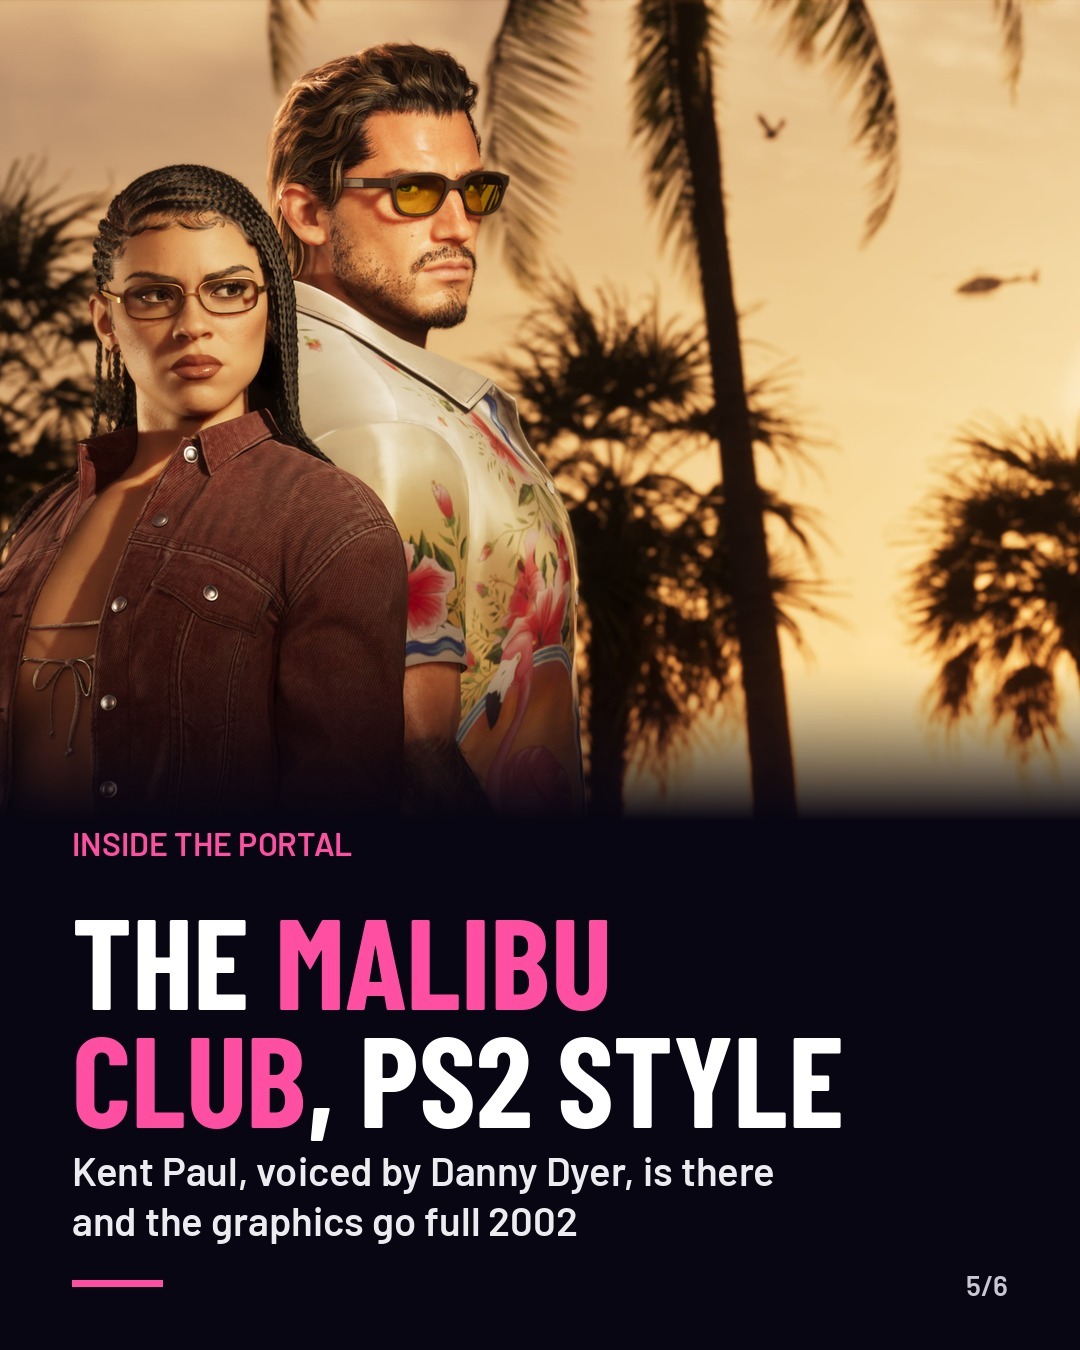 INSIDE THE PORTAL
THE MALIBU
CLUB, PS2 STYLE
Kent Paul, voiced by Danny Dyer, is there
and the graphics go full 2002
5/6